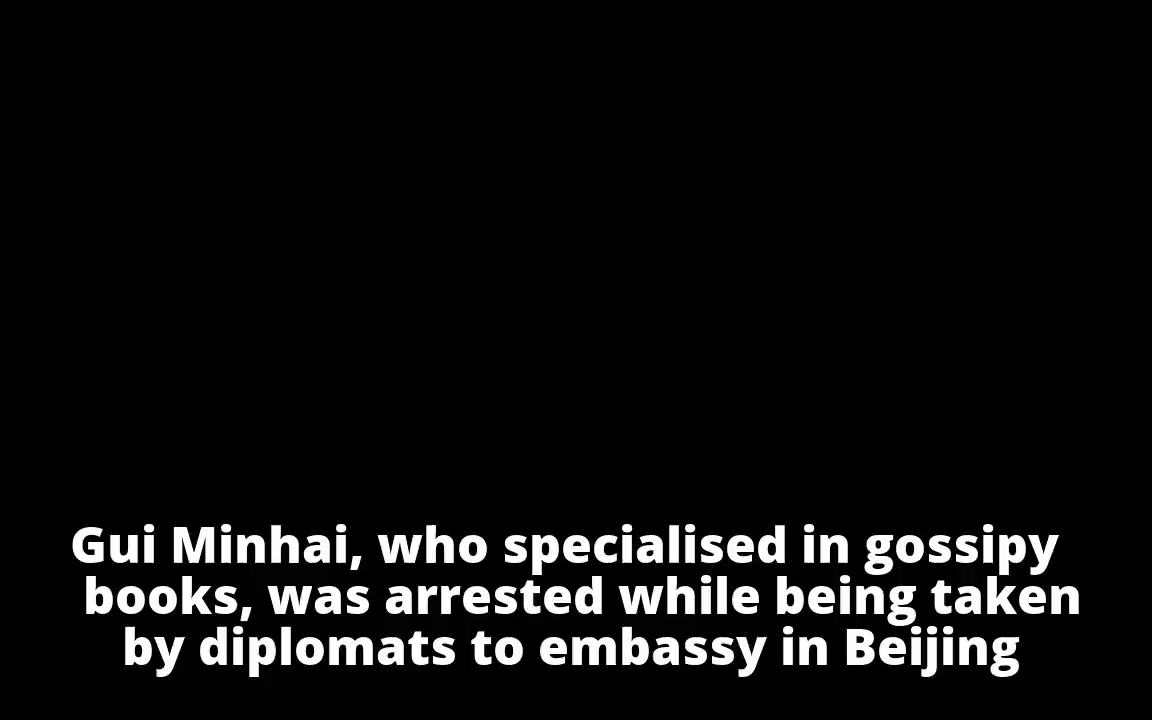 Gui Minhai, who specialised in gossipy
books, was arrested while being taken
by diplomats to embassy in Beijing